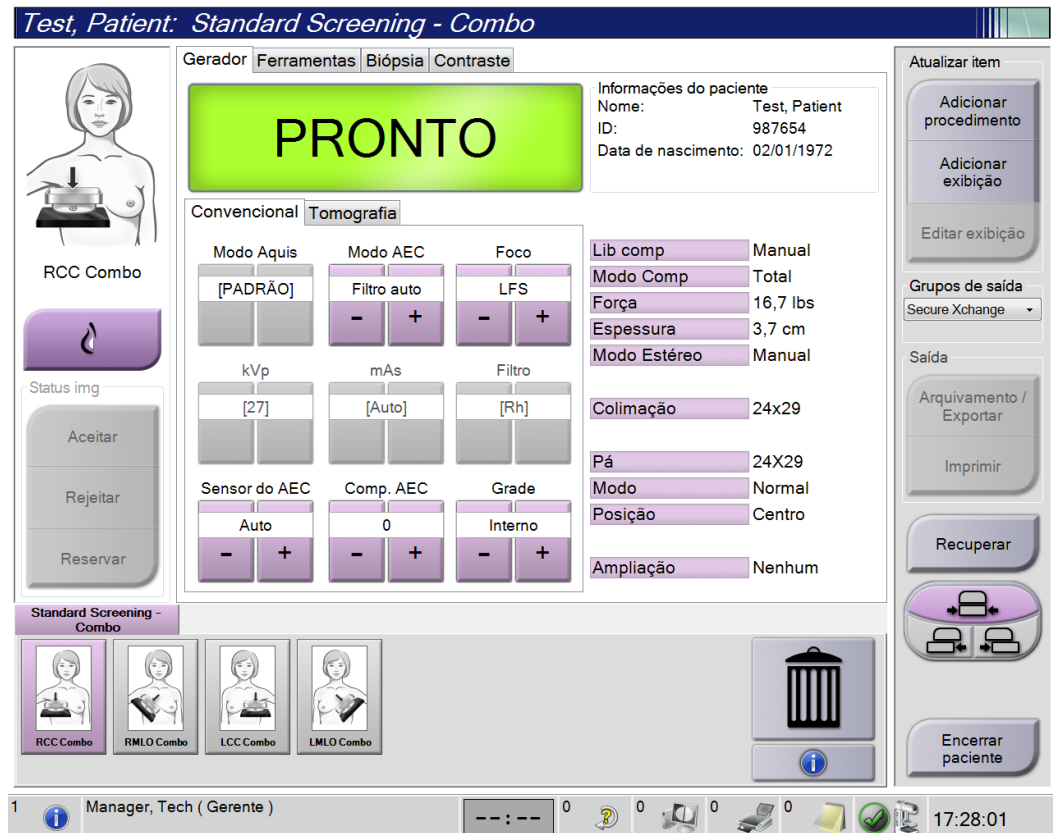 Test, Patient: Standard Screening - Combo
Gerador Ferramentas Biópsia Contraste
PRONTO
Informações do paciente
Nome: Test, Patient
ID: 987654
Data de nascimento: 02/01/1972
RCC Combo
Status img
Aceitar
Rejeitar
Reservar
Convencional Tomografia
Modo Aquis Modo AEC Foco
[PADRÃO] Filtro auto LFS
- + - +
kVp mAs Filtro
[27] [Auto] [Rh]
Sensor do AEC Comp. AEC Grade
Auto 0 Interno
- + - + - +
Lib comp Manual
Modo Comp Total
Força 16,7 lbs
Espessura 3,7 cm
Modo Estéreo Manual
Colimação 24x29
Pá 24X29
Modo Normal
Posição Centro
Ampliação Nenhum
Atualizar item
Adicionar
procedimento
Adicionar
exibição
Editar exibição
Grupos de saída
Secure Xchange
Saída
Arquivamento /
Exportar
Imprimir
Recuperar
Encerrar
paciente
Standard Screening -
Combo
RCC Combo RMLO Combo LCC Combo LMLO Combo
1 Manager, Tech ( Gerente ) --:-- 0 0 0 0 17:28:01